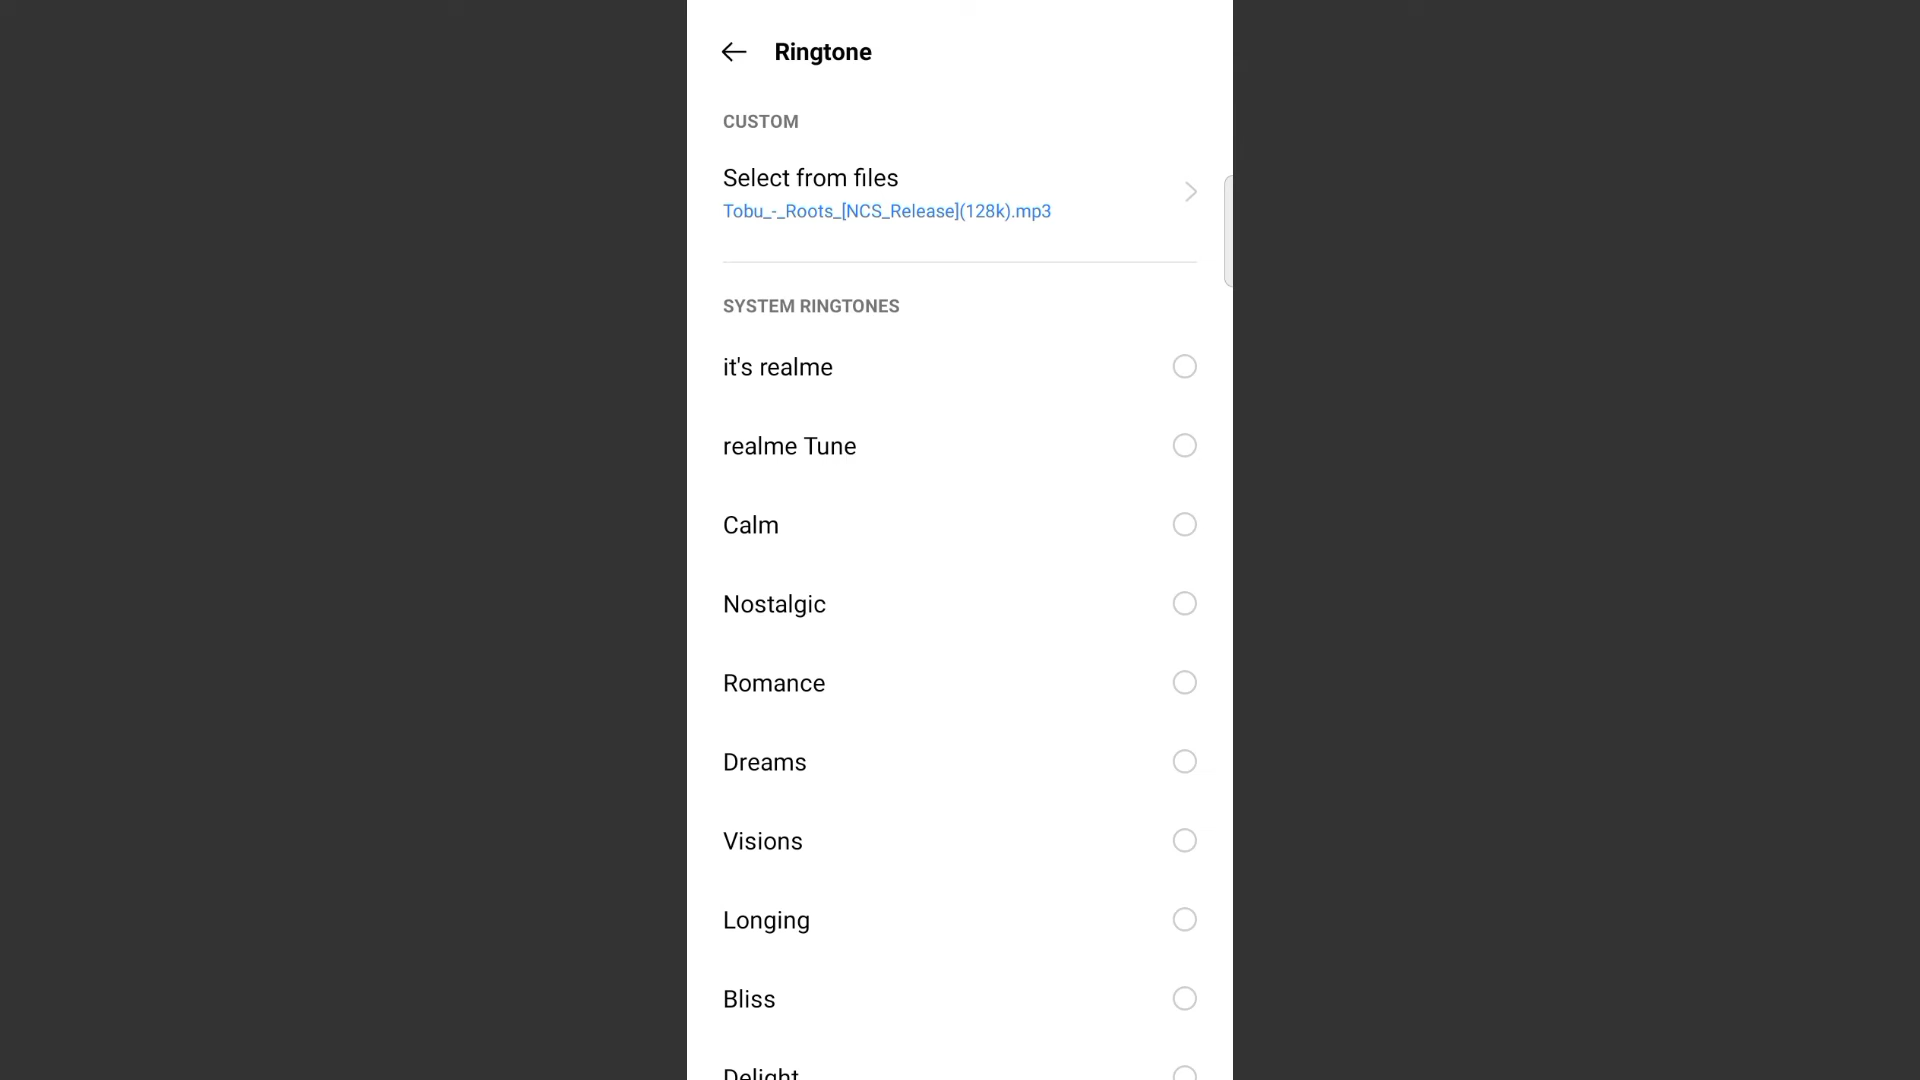 Ringtone
CUSTOM
Select from files
Tobu_-_Roots_[NCS_Release](128k).mp3
SYSTEM RINGTONES
it's realme
realme Tune
Calm
Nostalgic
Romance
Dreams
Visions
Longing
Bliss
Delight